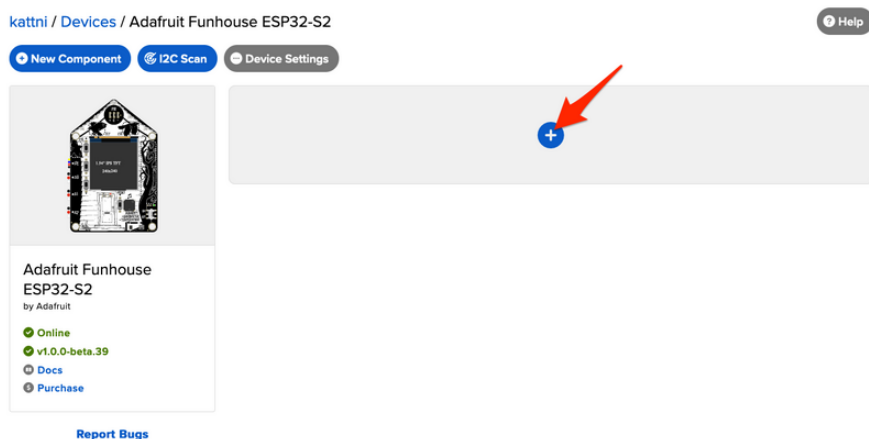 kattni / Devices / Adafruit Funhouse ESP32-S2
Help
New Component
I2C Scan
Device Settings
Adafruit Funhouse
ESP32-S2
by Adafruit
Online
v1.0.0-beta.39
Docs
Purchase
Report Bugs